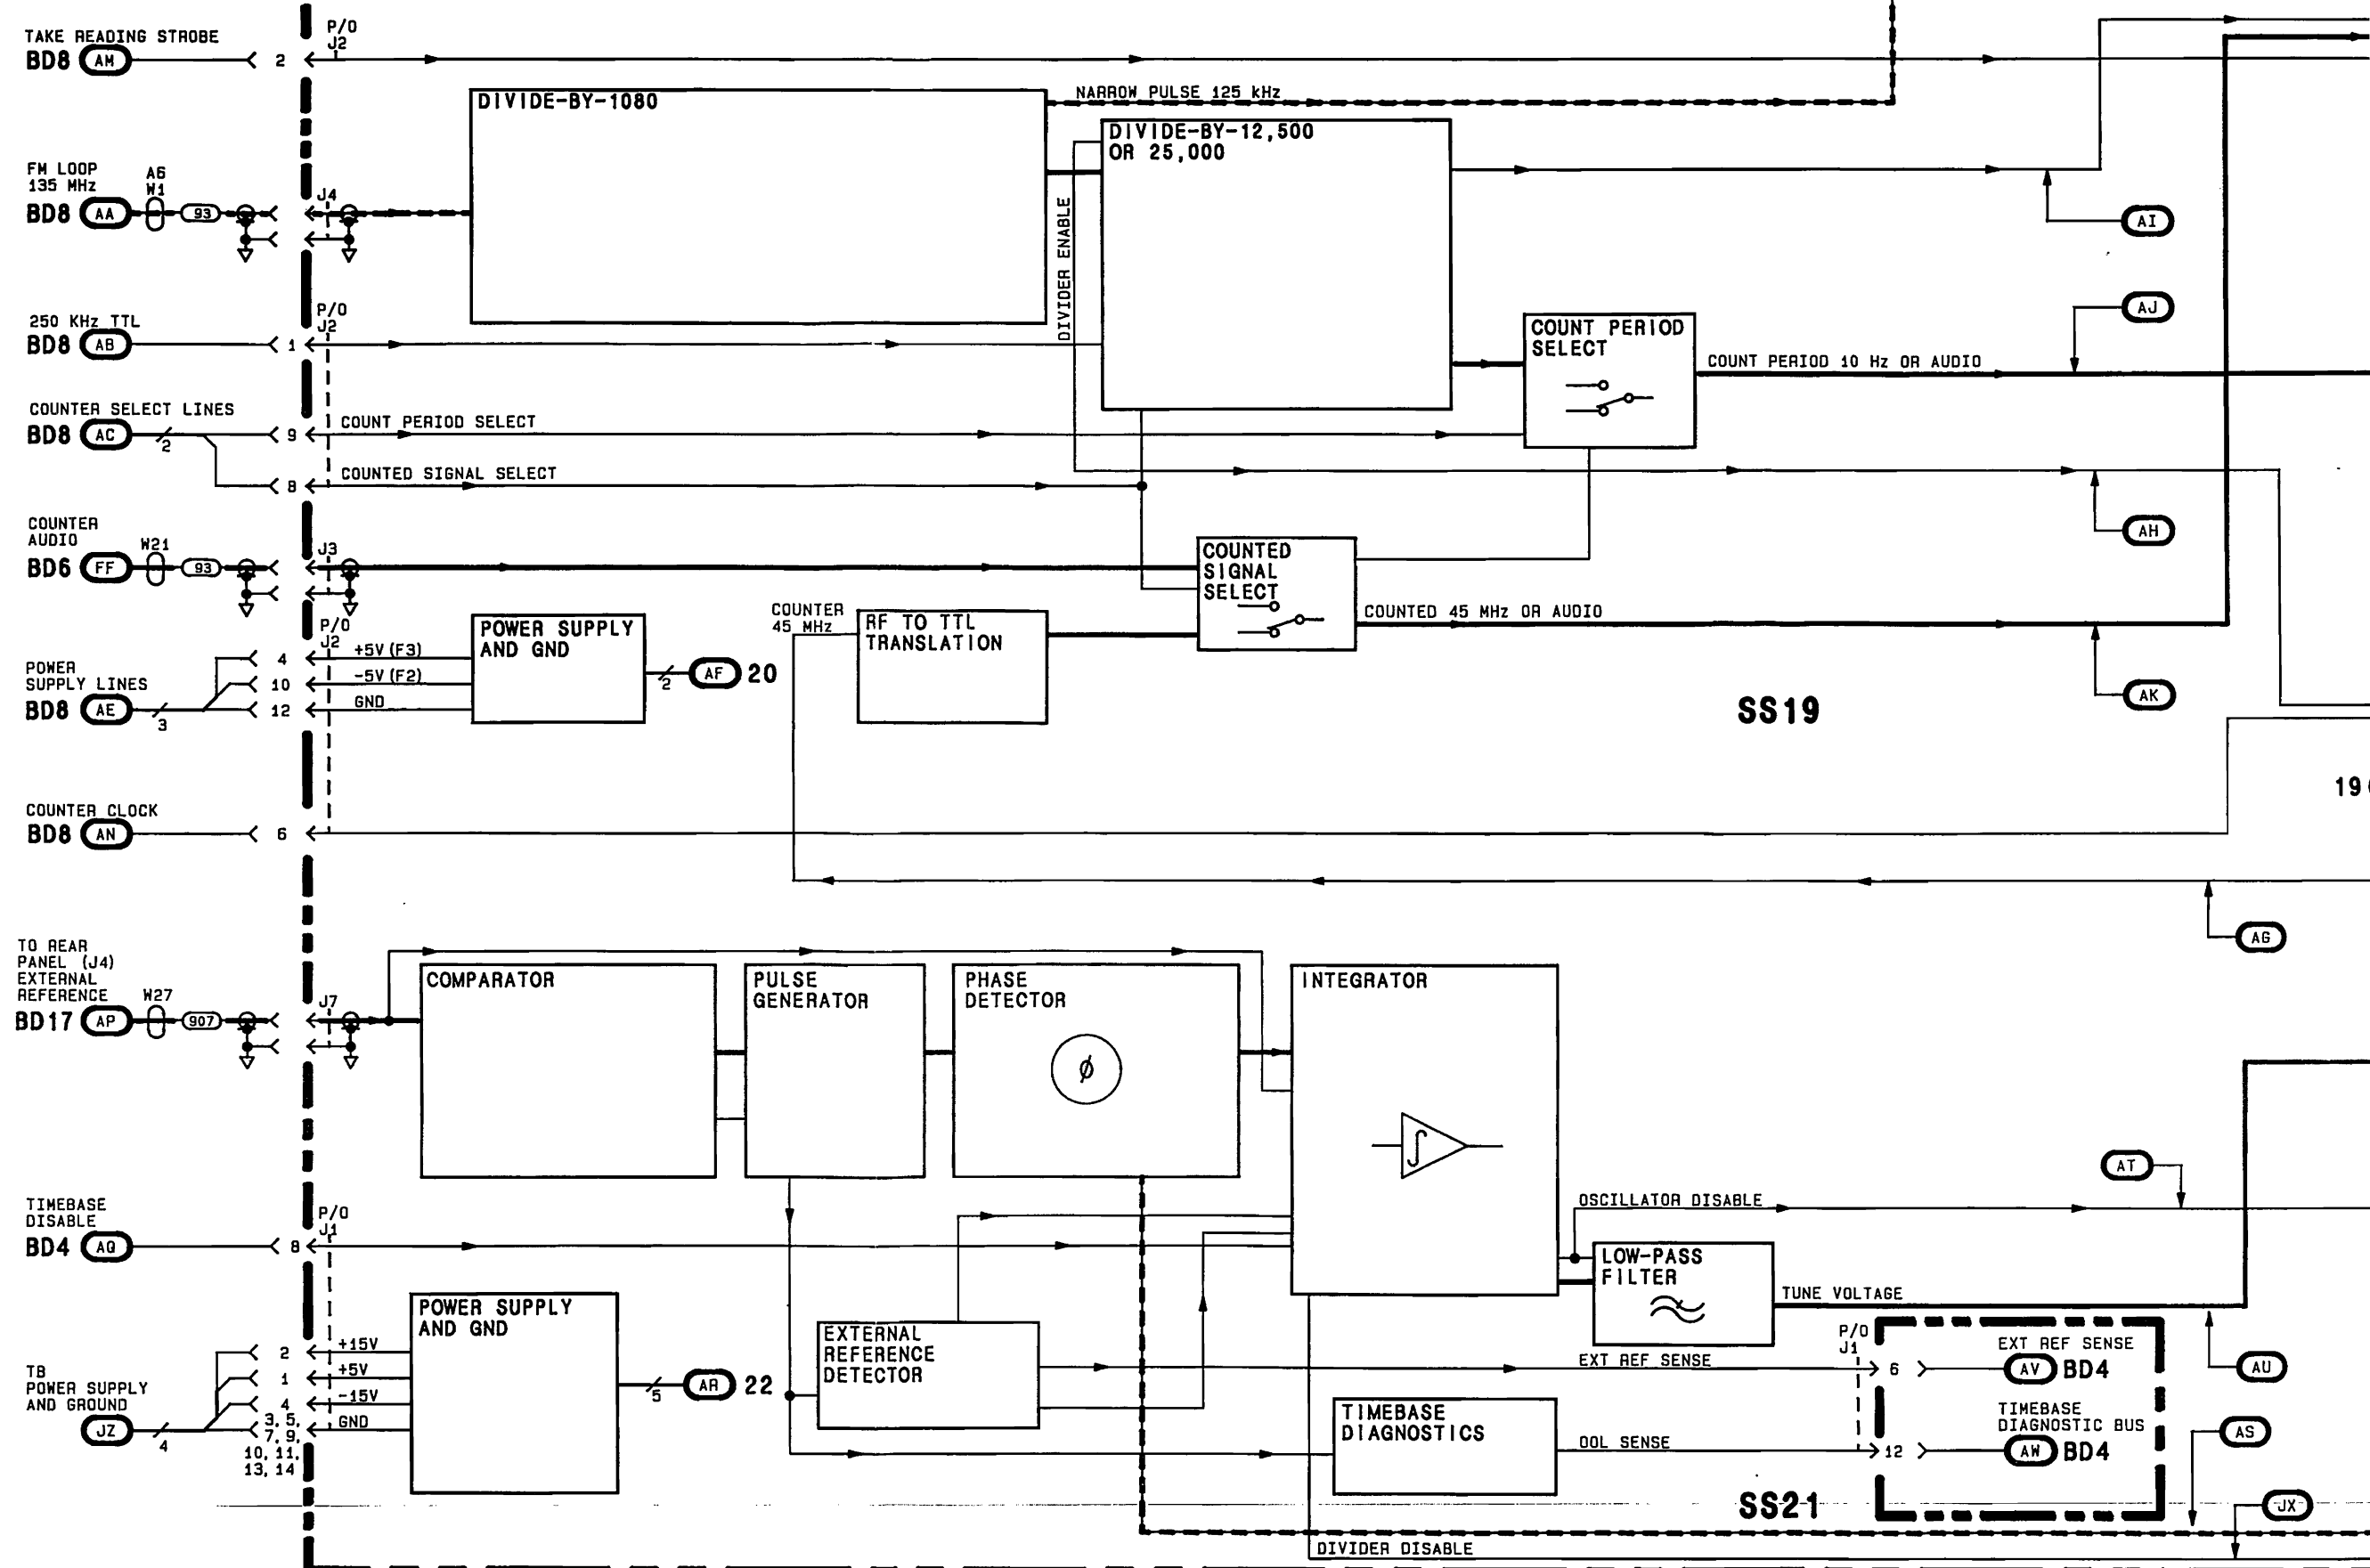 TAKE READING STROBE
BD8 AM
2
P/O
J2
DIVIDE-BY-1080
NARROW PULSE 125 kHz
DIVIDE-BY-12,500
OR 25,000
DIVIDER ENABLE
FM LOOP
135 MHz
A6
W1
BD8 AA
93
J4
AI
250 KHz TTL
BD8 AB
1
P/O
J2
AJ
COUNT PERIOD
SELECT
COUNT PERIOD 10 Hz OR AUDIO
COUNTER SELECT LINES
BD8 AC
2
9
COUNT PERIOD SELECT
8
COUNTED SIGNAL SELECT
AH
COUNTER
AUDIO
W21
BD6 FF
93
J3
COUNTED
SIGNAL
SELECT
COUNTED 45 MHz OR AUDIO
COUNTER
45 MHz
RF TO TTL
TRANSLATION
P/O
J2
POWER SUPPLY
AND GND
POWER
SUPPLY LINES
BD8 AE
3
4
+5V (F3)
10
-5V (F2)
12
GND
2
AF 20
AK
SS19
19
COUNTER CLOCK
BD8 AN
6
AG
TO REAR
PANEL (J4)
EXTERNAL
REFERENCE
W27
BD17 AP
907
J7
COMPARATOR
PULSE
GENERATOR
PHASE
DETECTOR
ϕ
INTEGRATOR
∫
AT
TIMEBASE
DISABLE
BD4 AQ
8
P/O
J1
OSCILLATOR DISABLE
LOW-PASS
FILTER
TUNE VOLTAGE
POWER SUPPLY
AND GND
TB
POWER SUPPLY
AND GROUND
JZ
4
2
+15V
1
+5V
4
-15V
3, 5,
7, 9,
10, 11,
13, 14
GND
5
AR 22
EXTERNAL
REFERENCE
DETECTOR
EXT REF SENSE
P/O
J1
6
EXT REF SENSE
AV BD4
AU
TIMEBASE
DIAGNOSTICS
OOL SENSE
12
TIMEBASE
DIAGNOSTIC BUS
AW BD4
AS
SS21
JX
DIVIDER DISABLE